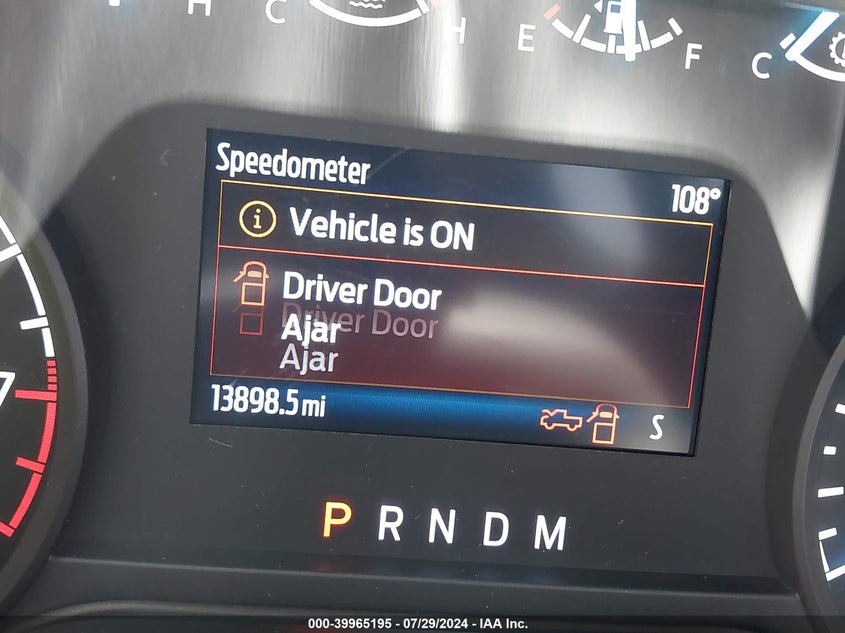 H C H E F C
Speedometer
108°
Vehicle is ON
Driver Door
Driver Door
Ajar
Ajar
13898.5 mi
S
7
P R N D M
000-39965195 - 07/29/2024 - IAA Inc.